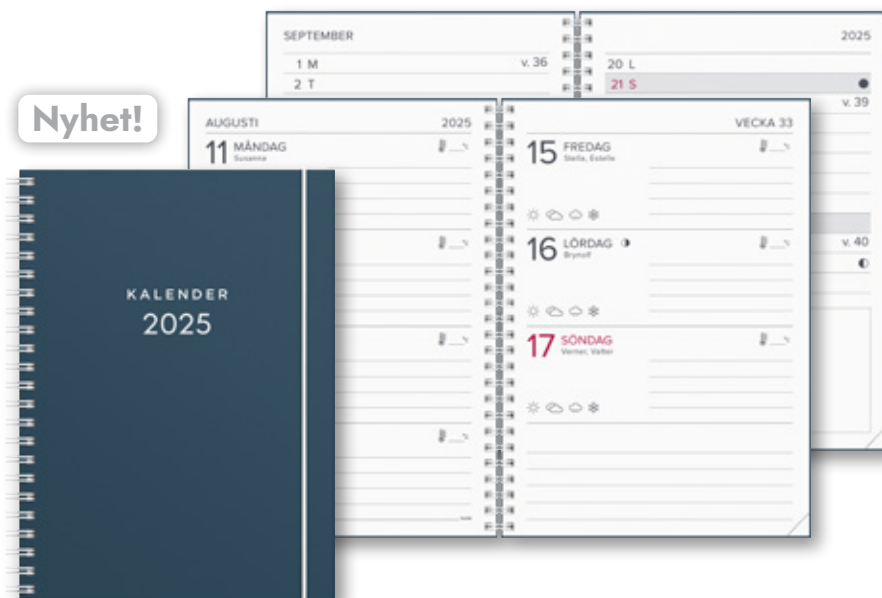 Nyhet!
KALENDER
2025
SEPTEMBER
1 M
v. 36
2 T
2025
20 L
21 S
v. 39
v. 40
AUGUSTI
2025
11 MÅNDAG
Susanna
VECKA 33
15 FREDAG
Stella, Estelle
16 LÖRDAG
Brynolf
17 SÖNDAG
Verner, Valter